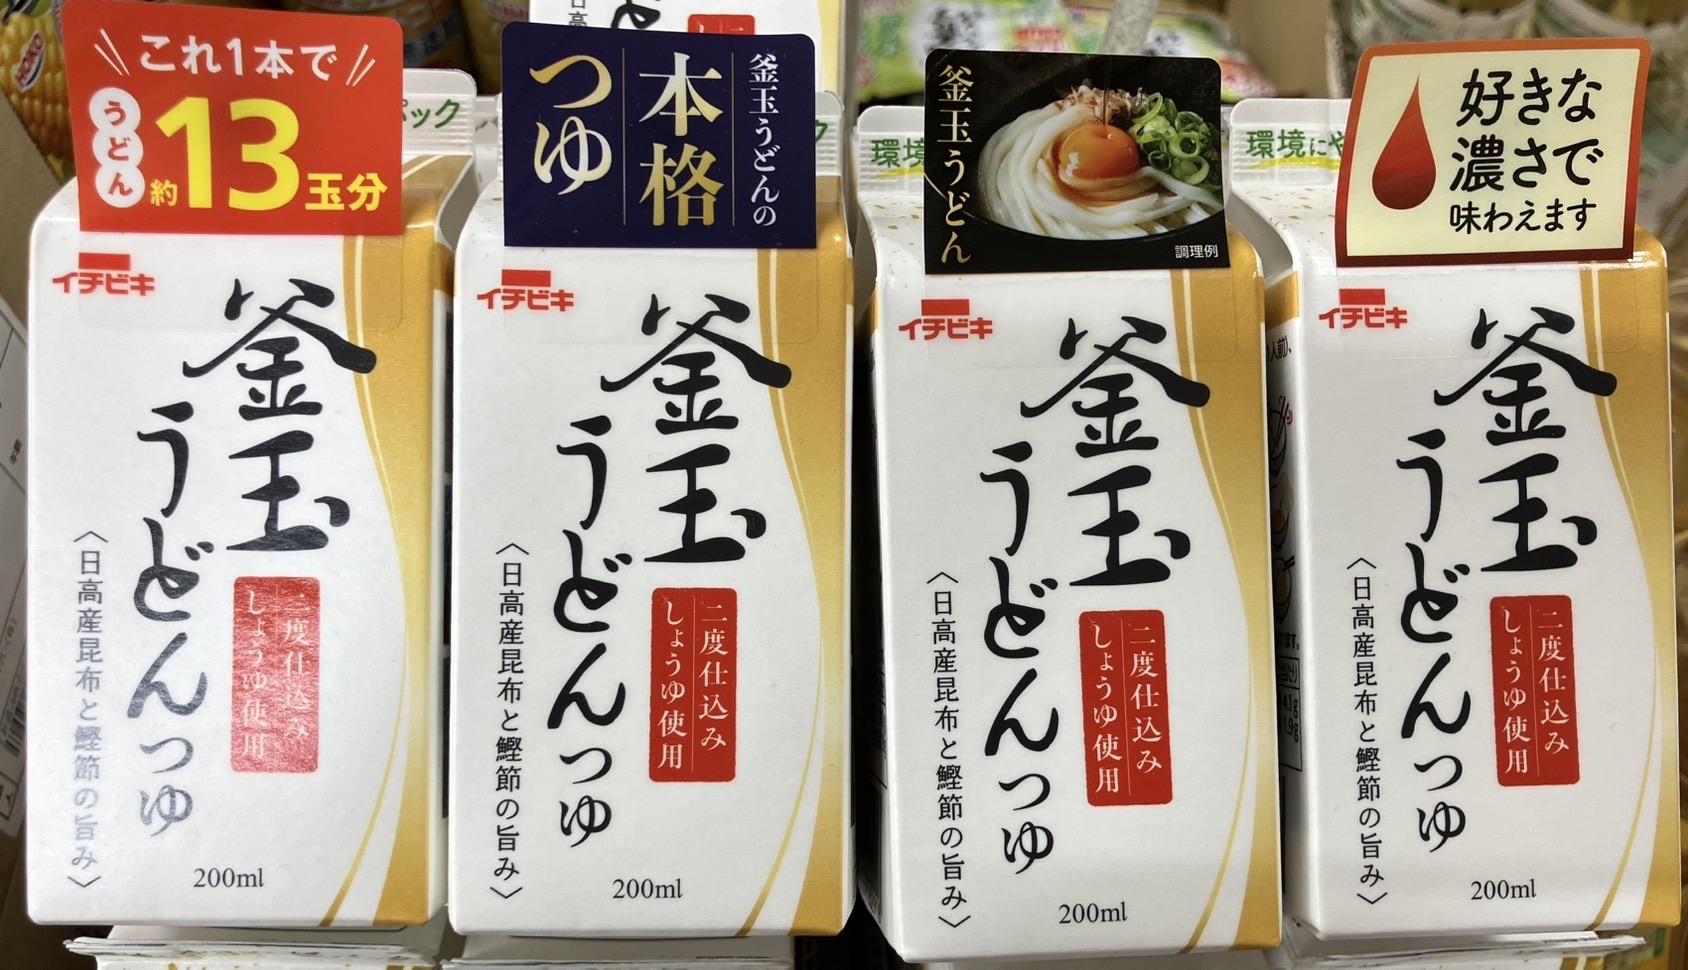 \\ これ1本で //
うどん
約13玉分
パック
イチビキ
釜玉
うどんつゆ
二度仕込み
しょうゆ使用
〈日高産昆布と鰹節の旨み〉
200ml
釜玉うどんの
本格
つゆ
イチビキ
釜玉
うどんつゆ
二度仕込み
しょうゆ使用
〈日高産昆布と鰹節の旨み〉
200ml
環境
釜玉うどん
調理例
イチビキ
釜玉
うどんつゆ
二度仕込み
しょうゆ使用
〈日高産昆布と鰹節の旨み〉
200ml
環境にや
好きな
濃さで
味わえます
イチビキ
釜玉
うどんつゆ
二度仕込み
しょうゆ使用
〈日高産昆布と鰹節の旨み〉
200ml